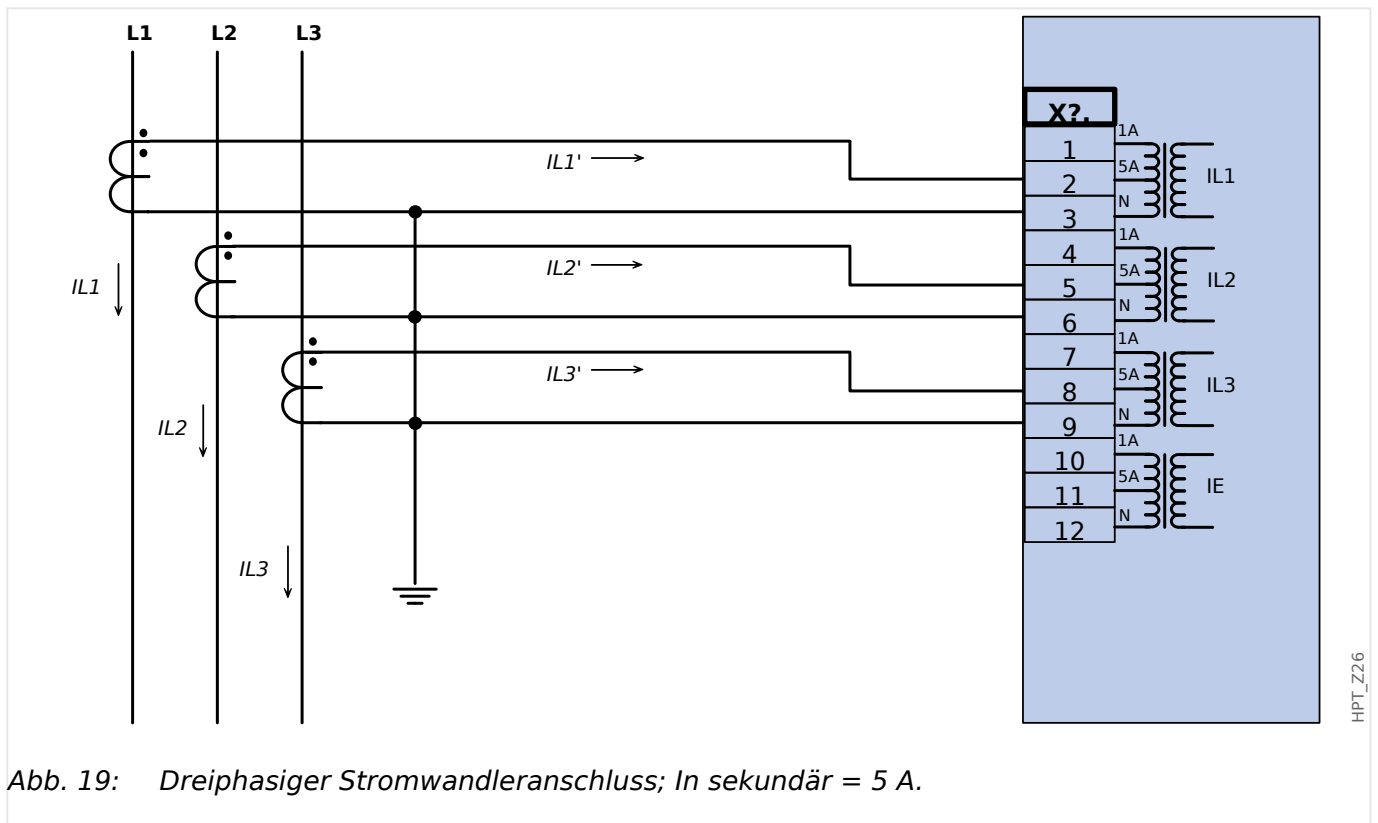 L1 L2 L3
X?.
1A
1
IL1'
5A
IL1
2
N
3
1A
4
IL2'
5A
IL2
IL1
5
N
6
1A
7
IL3'
5A
IL3
8
N
9
IL2
1A
10
5A
IE
11
N
12
IL3
HPT_Z26
Abb. 19: Dreiphasiger Stromwandleranschluss; In sekundär = 5 A.